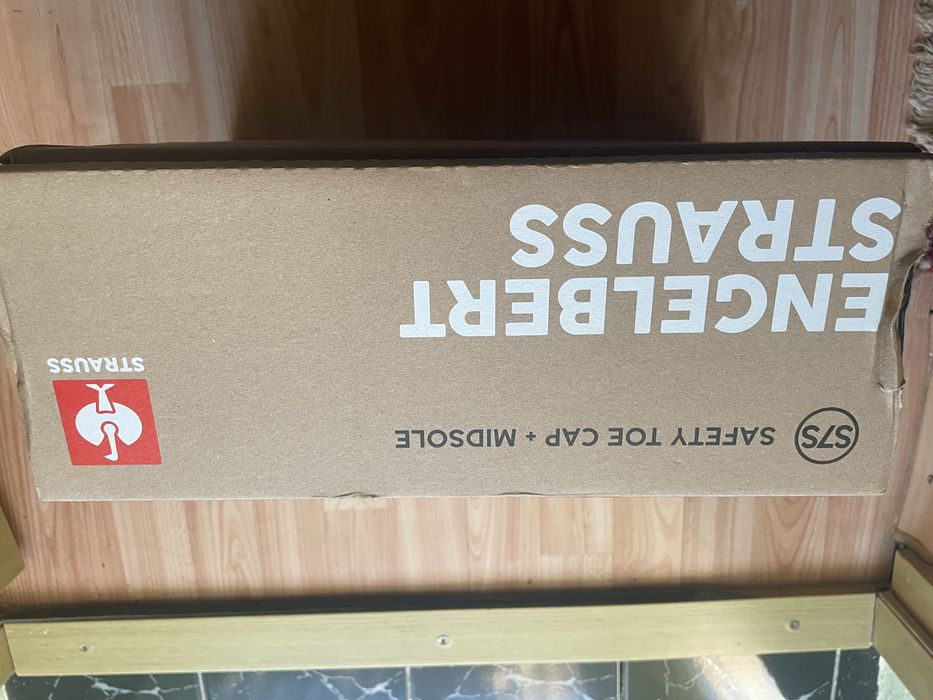 S7S SAFETY TOE CAP + MIDSOLE
ENGELBERT
STRAUSS
STRAUSS